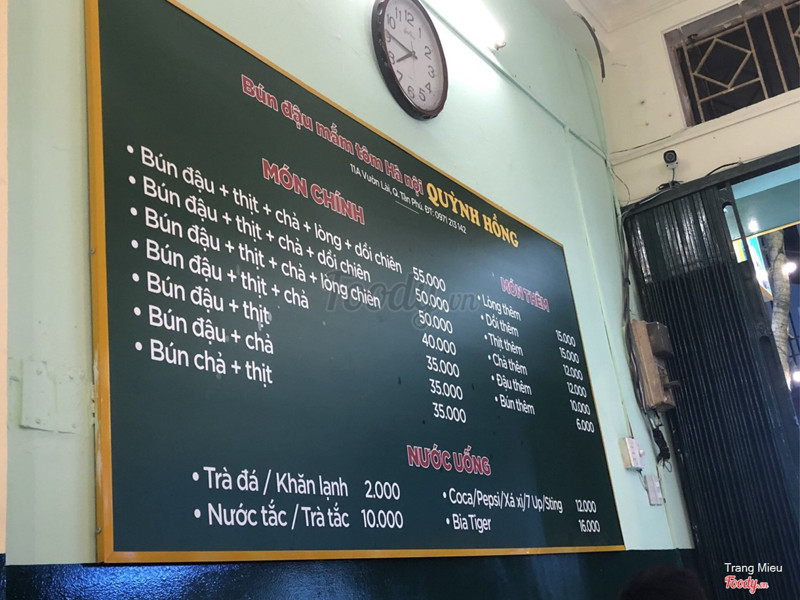 Bún đậu mắm tôm Hà nội QUỲNH HỒNG
11A Vườn Lài, Q. Tân Phú. ĐT: 0971 213 142
MÓN CHÍNH
• Bún đậu + thịt + chả + lòng + dồi chiên 55.000
• Bún đậu + thịt + chả + dồi chiên 50.000
• Bún đậu + thịt + chả + lòng chiên 50.000
• Bún đậu + thịt + chả 40.000
• Bún đậu + thịt 35.000
• Bún đậu + chả 35.000
• Bún chả + thịt 35.000
MÓN THÊM
• Lòng thêm 15.000
• Dồi thêm 15.000
• Thịt thêm 12.000
• Chả thêm 12.000
• Đậu thêm 10.000
• Bún thêm 6.000
NƯỚC UỐNG
• Trà đá / Khăn lạnh 2.000
• Nước tắc / Trà tắc 10.000
• Coca/Pepsi/Xá xị/7 Up/Sting 12.000
• Bia Tiger 16.000
Foody.vn
Trang Mieu
Foody.vn